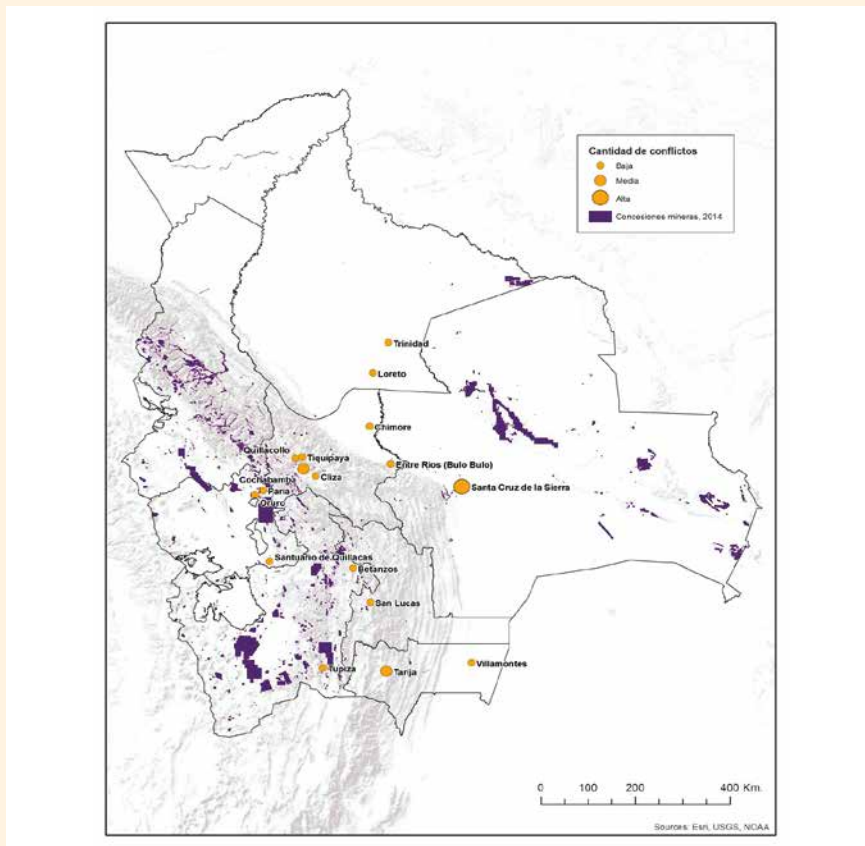 Cantidad de conflictos
Baja
Media
Alta
Concesiones mineras, 2014
Trinidad
Loreto
Chimore
Quillacollo
Tiquipaya
Entre Rios (Bulo Bulo)
Cliza
Cochabamba
Paria
Oruro
Santa Cruz de la Sierra
Santuario de Quillacas
Betanzos
San Lucas
Villamontes
Tupiza
Tarija
0 100 200 400 Km.
Sources: Esri, USGS, NOAA